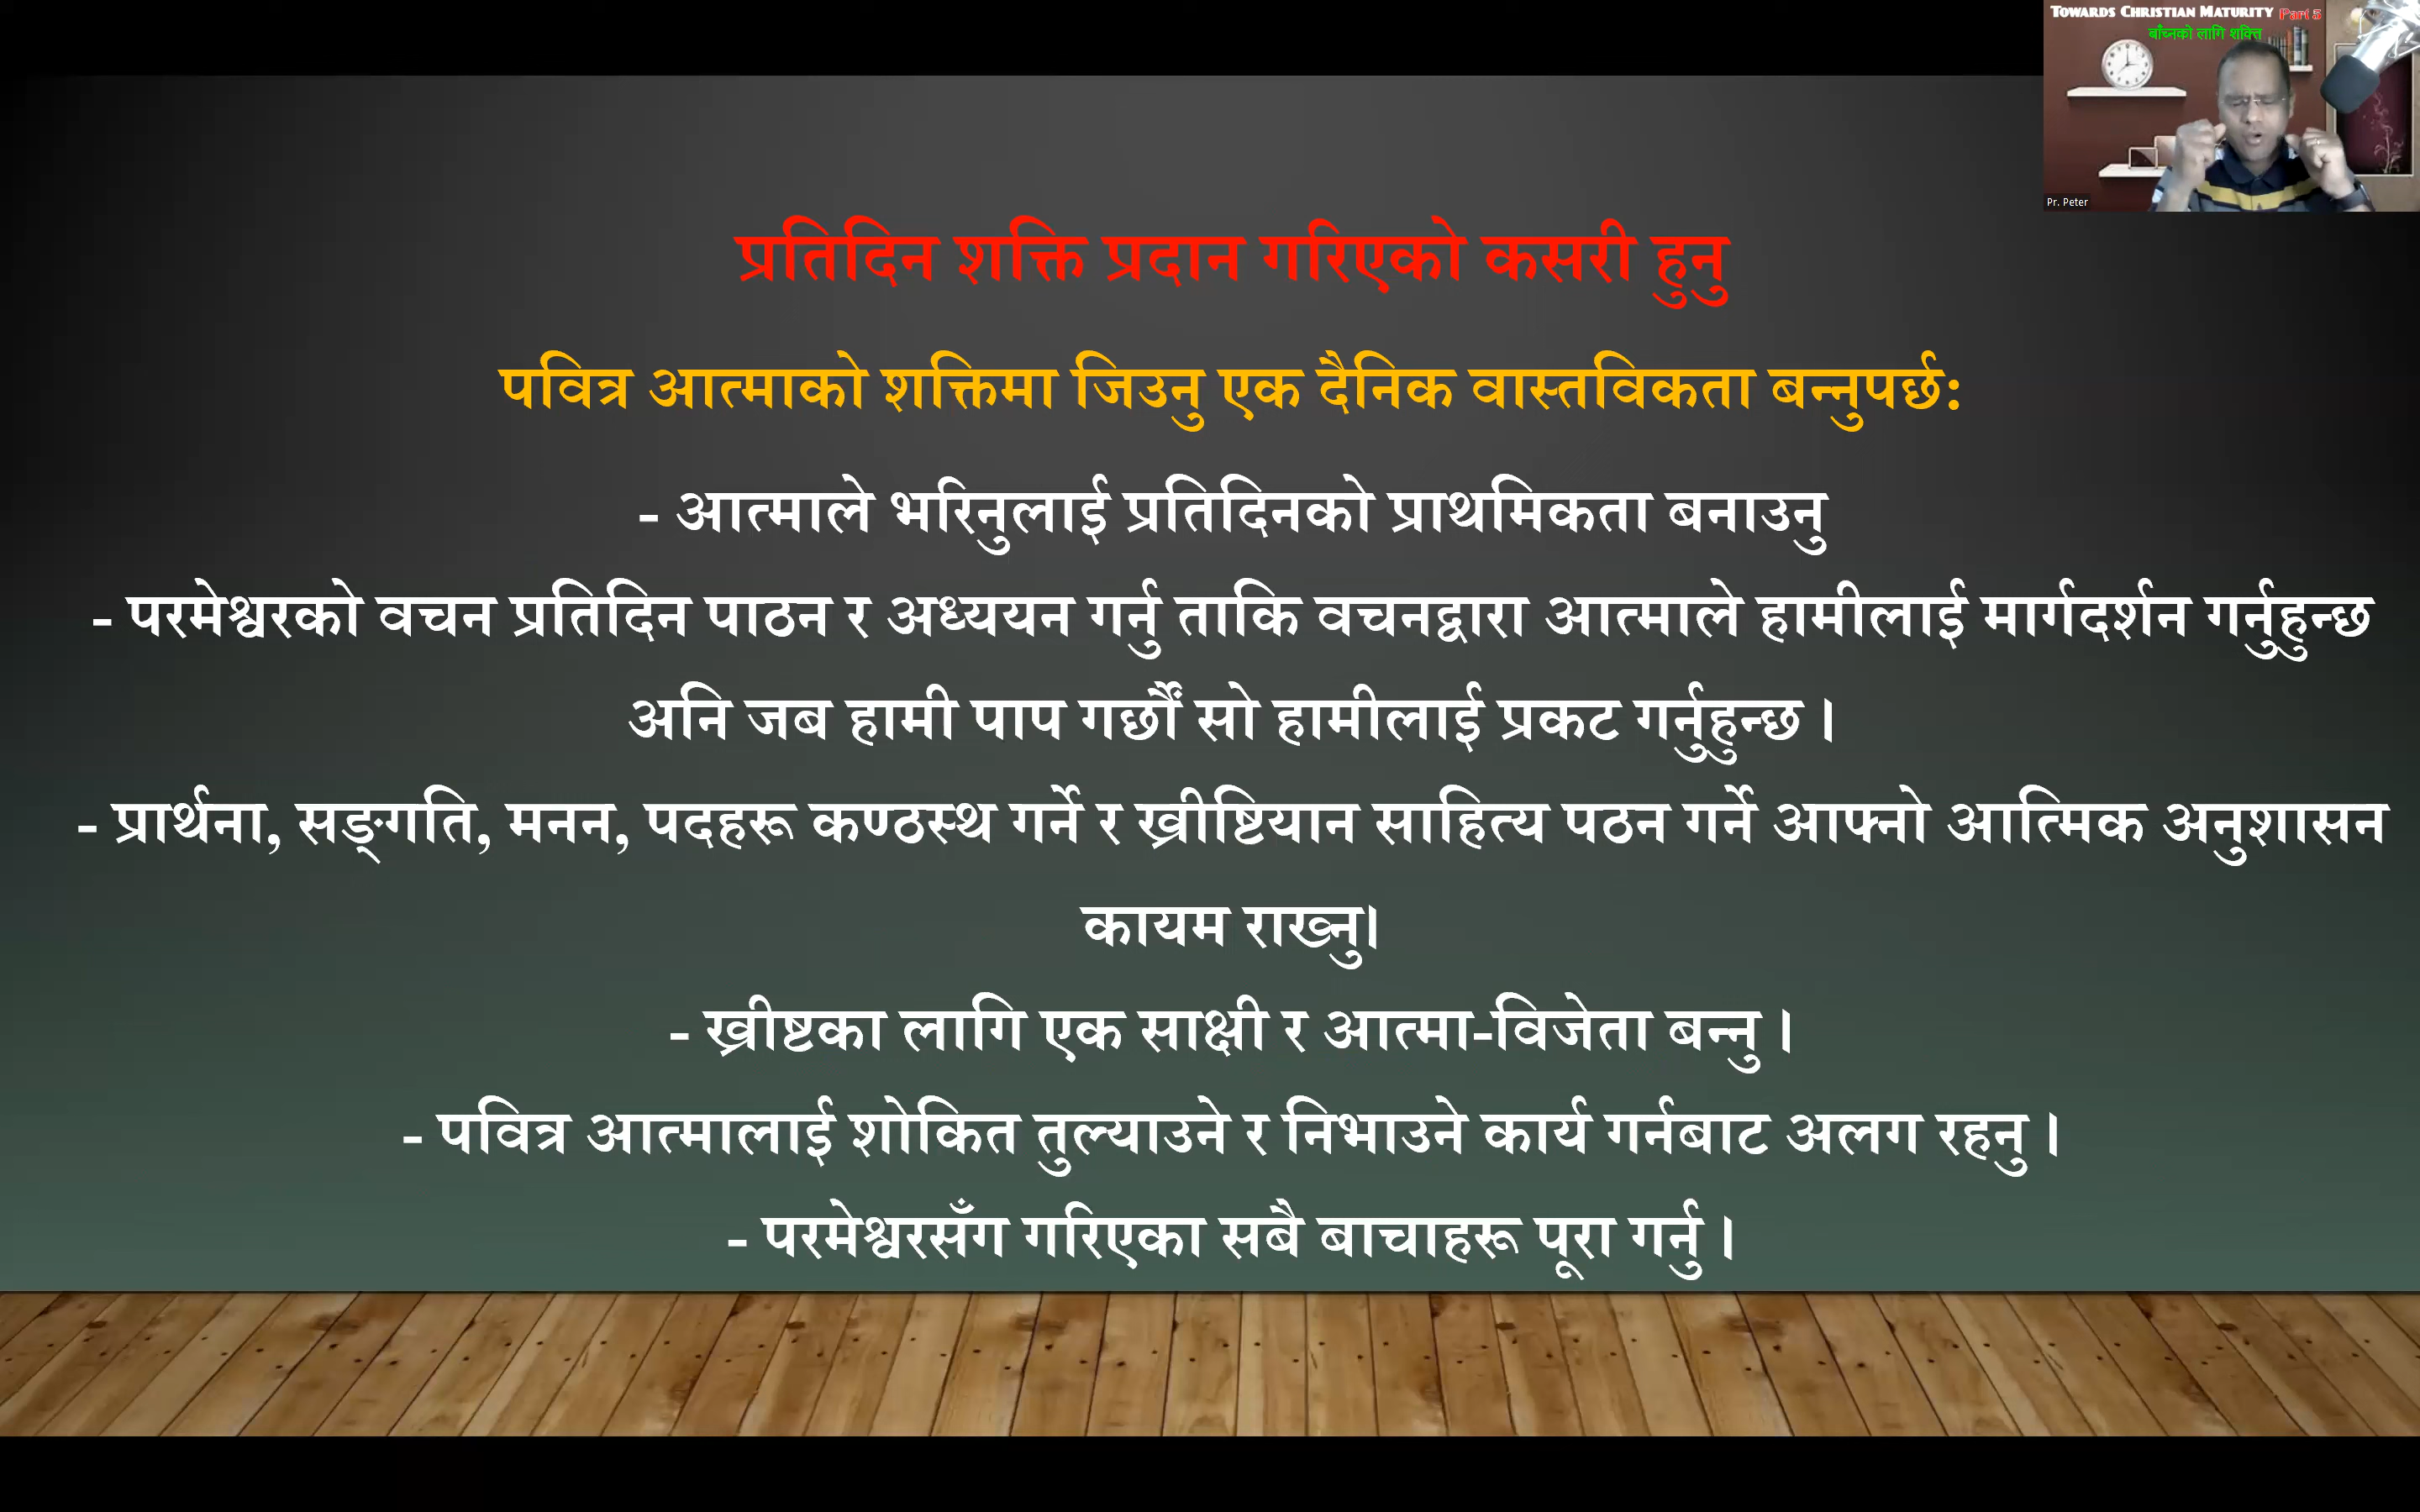 TOWARDS CHRISTIAN MATURITY Part 5
बाँच्नको लागि शक्ति
Pr. Peter
प्रतिदिन शक्ति प्रदान गरिएको कसरी हुनु
पवित्र आत्माको शक्तिमा जिउनु एक दैनिक वास्तविकता बन्नुपर्छ:
- आत्माले भरिनुलाई प्रतिदिनको प्राथमिकता बनाउनु
- परमेश्वरको वचन प्रतिदिन पाठन र अध्ययन गर्नु ताकि वचनद्वारा आत्माले हामीलाई मार्गदर्शन गर्नुहुन्छ
अनि जब हामी पाप गर्छौं सो हामीलाई प्रकट गर्नुहुन्छ ।
- प्रार्थना, सङ्गति, मनन, पदहरू कण्ठस्थ गर्ने र ख्रीष्टियान साहित्य पठन गर्ने आफ्नो आत्मिक अनुशासन
कायम राख्नु।
- ख्रीष्टका लागि एक साक्षी र आत्मा-विजेता बन्नु ।
- पवित्र आत्मालाई शोकित तुल्याउने र निभाउने कार्य गर्नबाट अलग रहनु ।
- परमेश्वरसँग गरिएका सबै बाचाहरू पूरा गर्नु ।